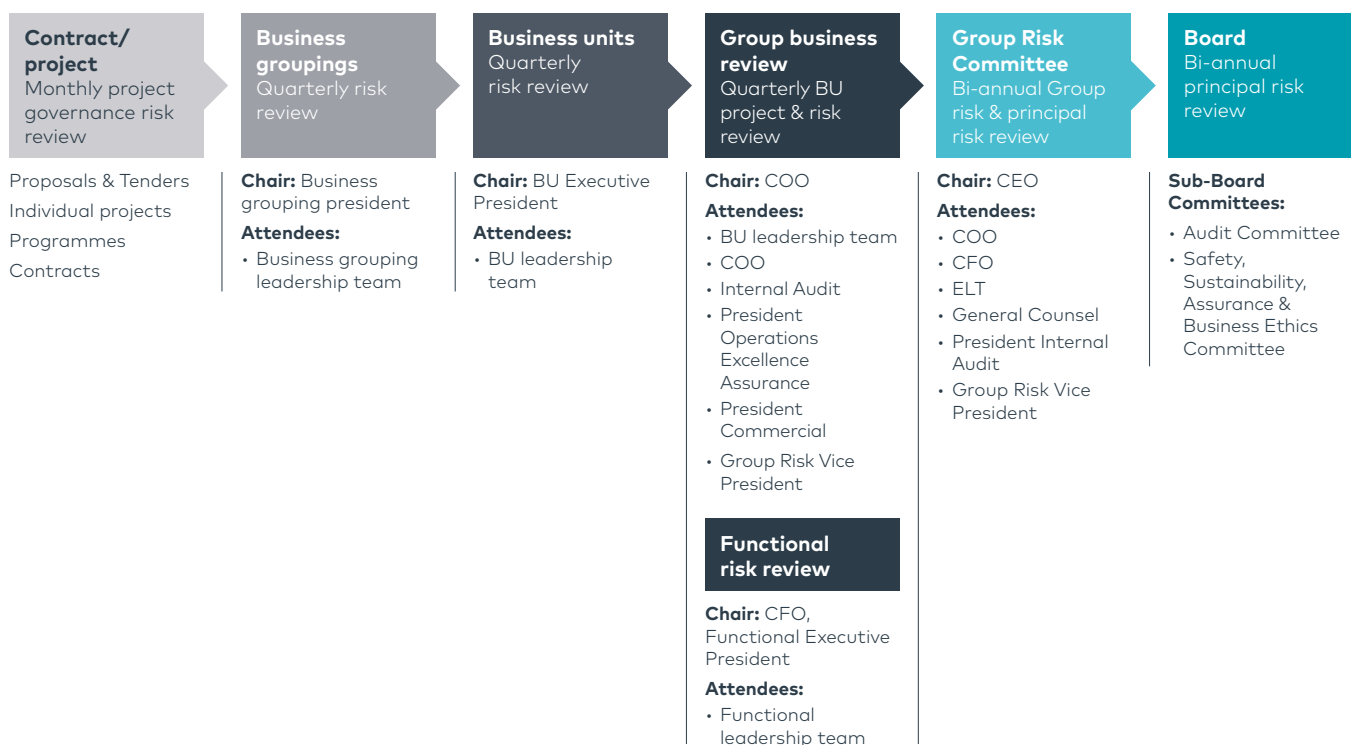 Contract/
project
Monthly project
governance risk
review
Proposals & Tenders
Individual projects
Programmes
Contracts
Business
groupings
Quarterly risk
review
Chair: Business
grouping president
Attendees:
• Business grouping
leadership team
Business units
Quarterly
risk review
Chair: BU Executive
President
Attendees:
• BU leadership
team
Group business
review
Quarterly BU
project & risk
review
Chair: COO
Attendees:
• BU leadership team
• COO
• Internal Audit
• President
Operations
Excellence
Assurance
• President
Commercial
• Group Risk Vice
President
Functional
risk review
Chair: CFO,
Functional Executive
President
Attendees:
• Functional
leadership team
Group Risk
Committee
Bi-annual Group
risk & principal
risk review
Chair: CEO
Attendees:
• COO
• CFO
• ELT
• General Counsel
• President Internal
Audit
• Group Risk Vice
President
Board
Bi-annual
principal risk
review
Sub-Board
Committees:
• Audit Committee
• Safety,
Sustainability,
Assurance &
Business Ethics
Committee